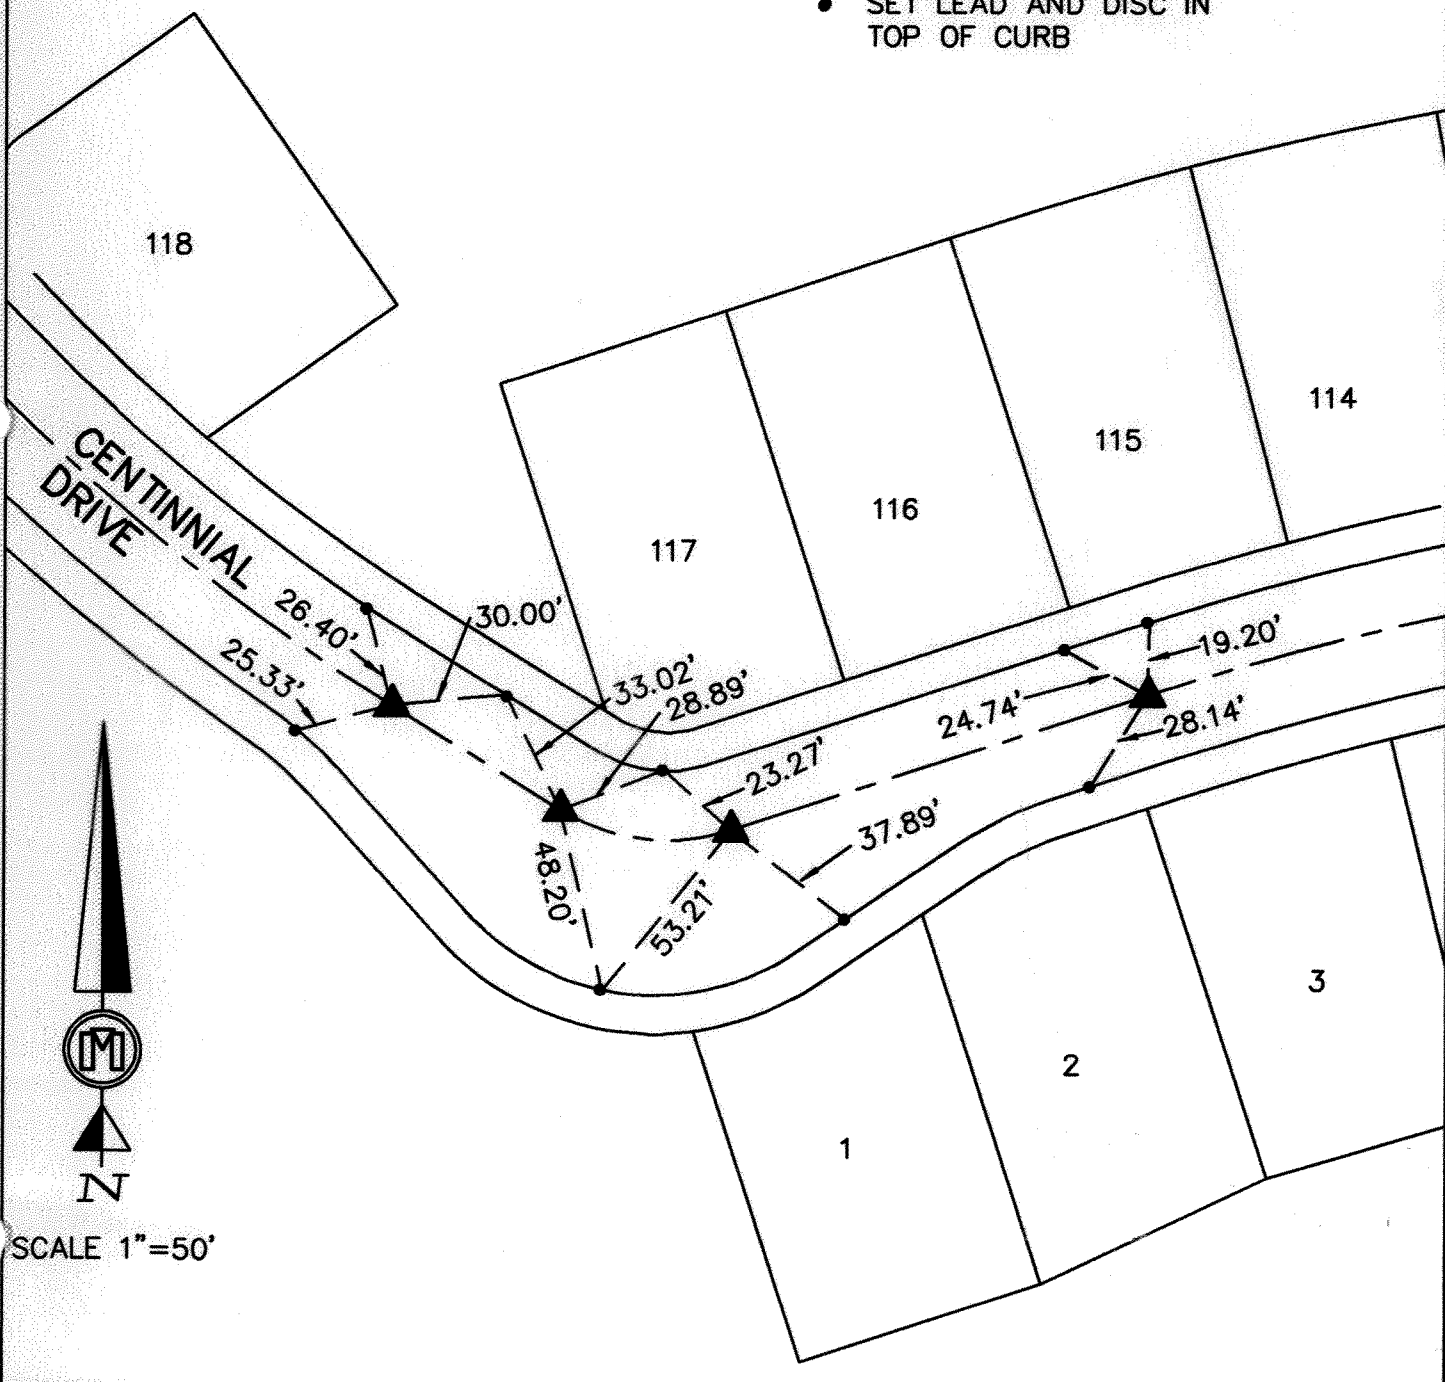 SET LEAD AND DISC IN
TOP OF CURB
118
114
115
116
117
CENTINNIAL
DRIVE
26.40'
30.00'
25.33'
33.02'
28.89'
19.20'
24.74'
28.14'
23.27'
37.89'
48.20'
53.21'
3
2
1
M
N
SCALE 1"=50'